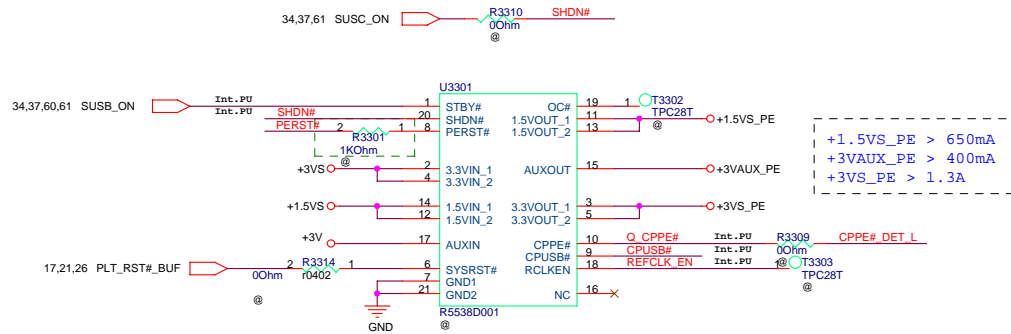 34,37,61 SUSC_ON
R3310
SHDN#
0Ohm
@
U3301
34,37,60,61 SUSB_ON
Int.PU
Int.PU
1 STBY#
20 SHDN#
8 PERST#
SHDN#
PERST# 2 1
R3301
1KOhm
@
+3VS
2 3.3VIN_1
4 3.3VIN_2
+1.5VS
14 1.5VIN_1
12 1.5VIN_2
+3V
17 AUXIN
17,21,26 PLT_RST#_BUF
2 R3314 1
0Ohm r0402
@
6 SYSRST#
7 GND1
21 GND2
GND
OC# 19 1 T3302
TPC28T
@
1.5VOUT_1 11
1.5VOUT_2 13
+1.5VS_PE
AUXOUT 15
+3VAUX_PE
3.3VOUT_1 3
3.3VOUT_2 5
+3VS_PE
CPPE# 10 Q_CPPE# Int.PU R3309 CPPE#_DET_L
0Ohm
@
CPUSB# 9 CPUSB# Int.PU
RCLKEN 18 REFCLK_EN Int.PU 1 T3303
TPC28T
@
NC 16
R5538D001
@
+1.5VS_PE > 650mA
+3VAUX_PE > 400mA
+3VS_PE > 1.3A